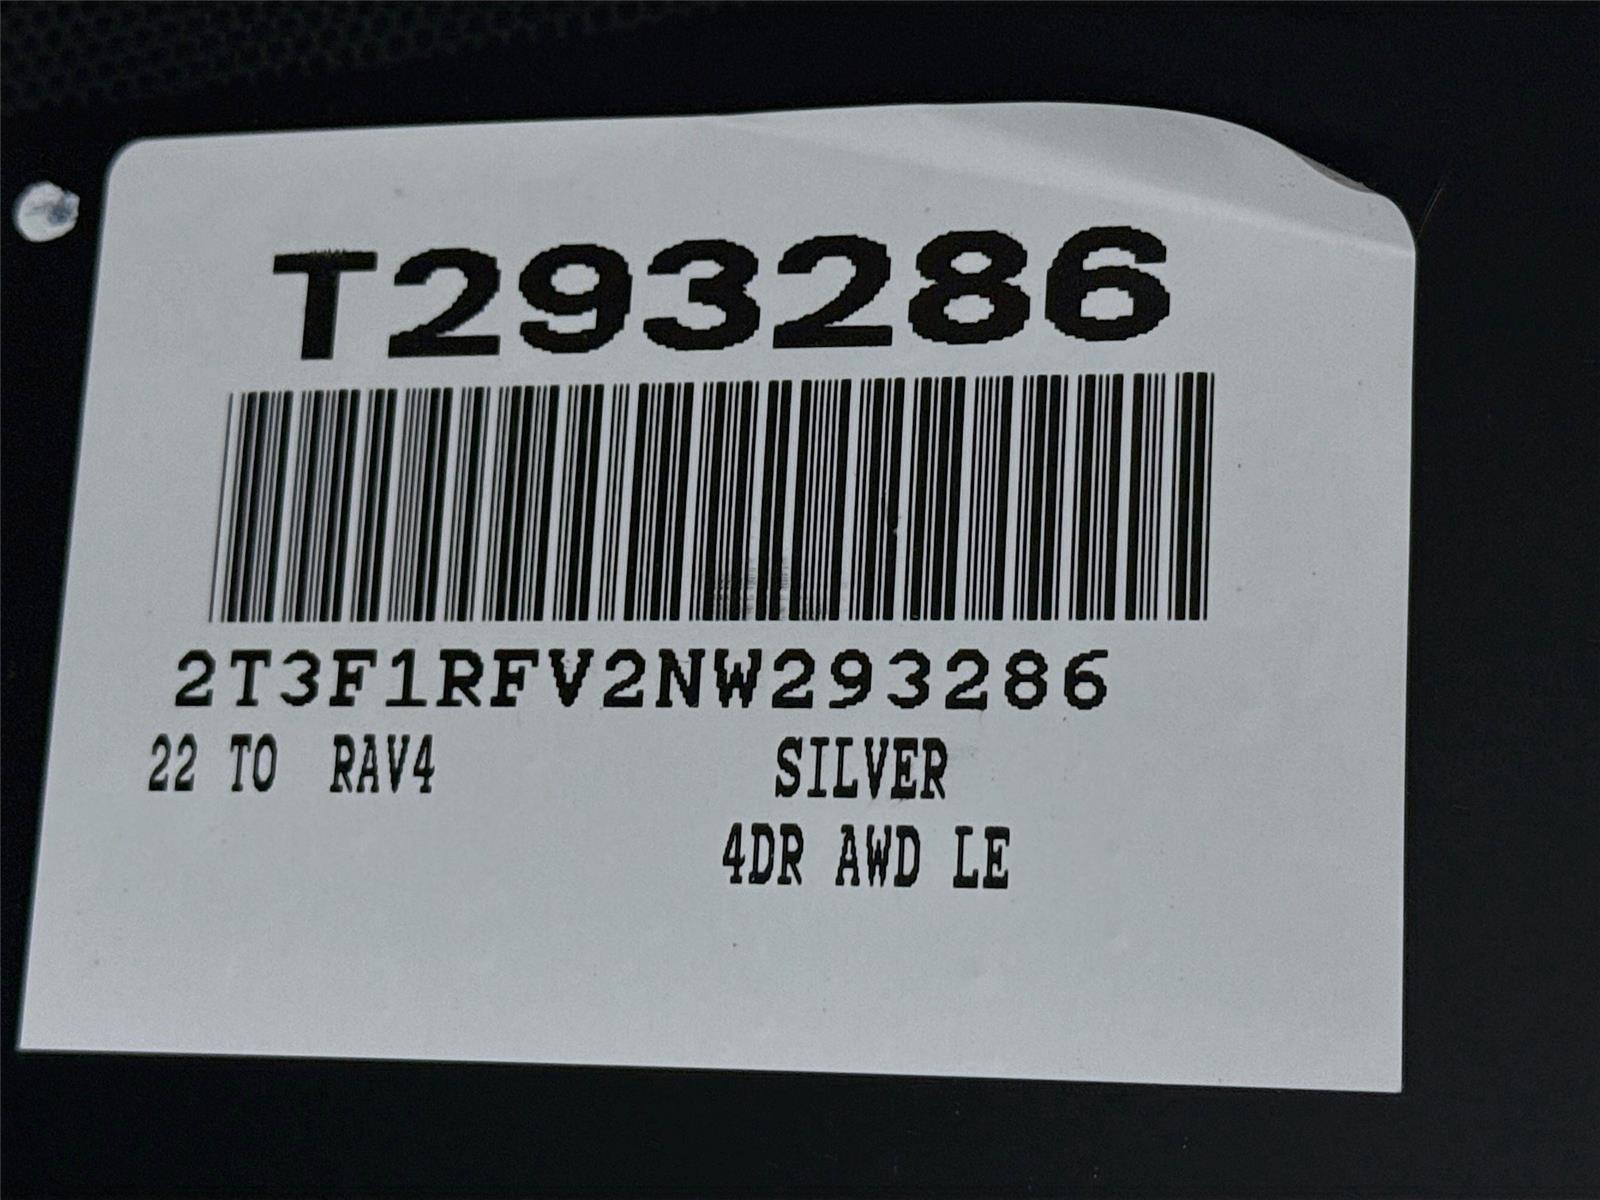 T293286
2T3F1RFV2NW293286
22 TO RAV4 SILVER
4DR AWD LE